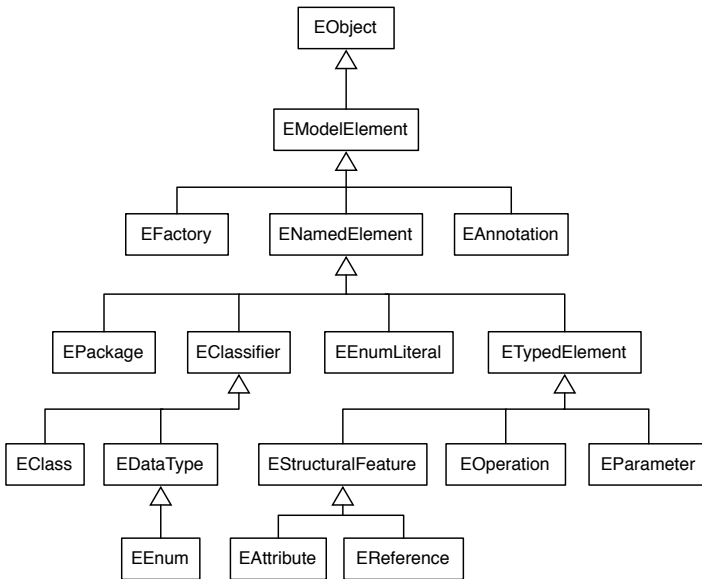 EObject
EModelElement
EFactory
ENamedElement
EAnnotation
EPackage
EClassifier
EEnumLiteral
ETypedElement
EClass
EDataType
EStructuralFeature
EOperation
EParameter
EEnum
EAttribute
EReference